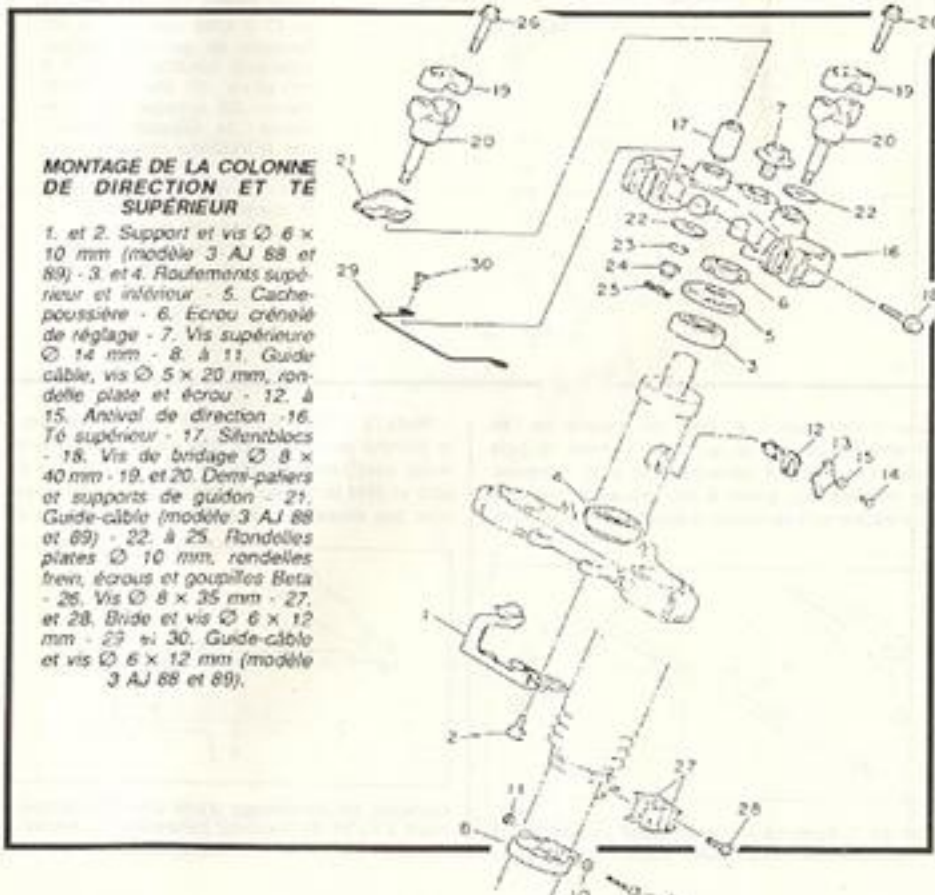 MONTAGE DE LA COLONNE
DE DIRECTION ET TÉ
SUPÉRIEUR
1. et 2. Support et vis Ø 6 ×
10 mm (modèle 3 AJ 88 et
89) - 3. et 4. Roulements supé-
rieur et inférieur - 5. Cache-
poussière - 6. Ecrou crénelé
de réglage - 7. Vis supérieure
Ø 14 mm - 8. à 11. Guide
câble, vis Ø 5 × 20 mm, ron-
delle plate et écrou - 12. à
15. Antivol de direction -16.
Té supérieur - 17. Silentblocs
- 18. Vis de bridage Ø 8 ×
40 mm - 19. et 20. Demi-paliers
et supports de guidon - 21.
Guide-câble (modèle 3 AJ 88
et 89) - 22. à 25. Rondelles
plates Ø 10 mm, rondelles
frein, écrous et goupilles Beta
- 26. Vis Ø 8 × 35 mm - 27.
et 28. Bride et vis Ø 6 × 12
mm - 29 et 30. Guide-câble
et vis Ø 6 × 12 mm (modèle
3 AJ 88 et 89).
26
26
19
19
7
17
20
20
21
22
22
23
16
30
24
29
25
6
18
5
3
12
13
15
14
4
1
2
11
27
28
8
10